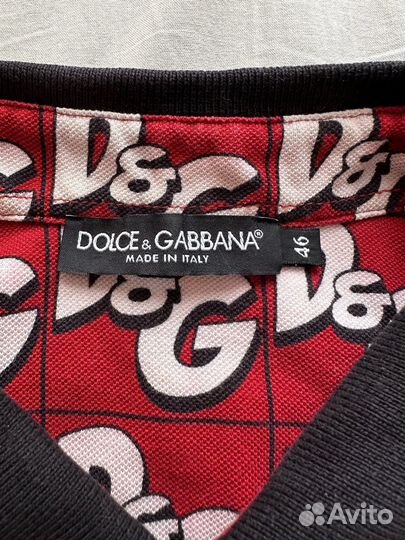 D&G D&G
DOLCE & GABBANA®
MADE IN ITALY
46
D&G D&
G
D&G
D
Avito